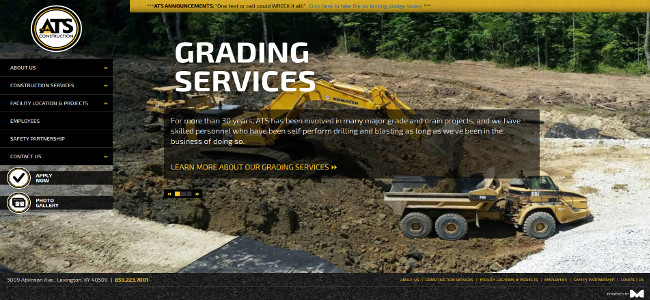 ***ATS ANNOUNCEMENTS: "One text or call could WRECK it all!" Click here to take the no texting pledge today! ***
ATS
CONSTRUCTION
ABOUT US
CONSTRUCTION SERVICES
FACILITY LOCATION & PROJECTS
EMPLOYEES
SAFETY PARTNERSHIP
CONTACT US
APPLY
NOW
PHOTO
GALLERY
GRADING
SERVICES
For more than 30 years, ATS has been involved in many major grade and drain projects, and we have
skilled personnel who have been self perform drilling and blasting as long as we've been in the
business of doing so.
LEARN MORE ABOUT OUR GRADING SERVICES
KOMATSU
3009 Atkinson Ave., Lexington, KY 40509 | 859.223.7001
ABOUT US | CONSTRUCTION SERVICES | FACILITY LOCATION & PROJECTS | EMPLOYEES | SAFETY PARTNERSHIP | CONTACT US
POWERED BY